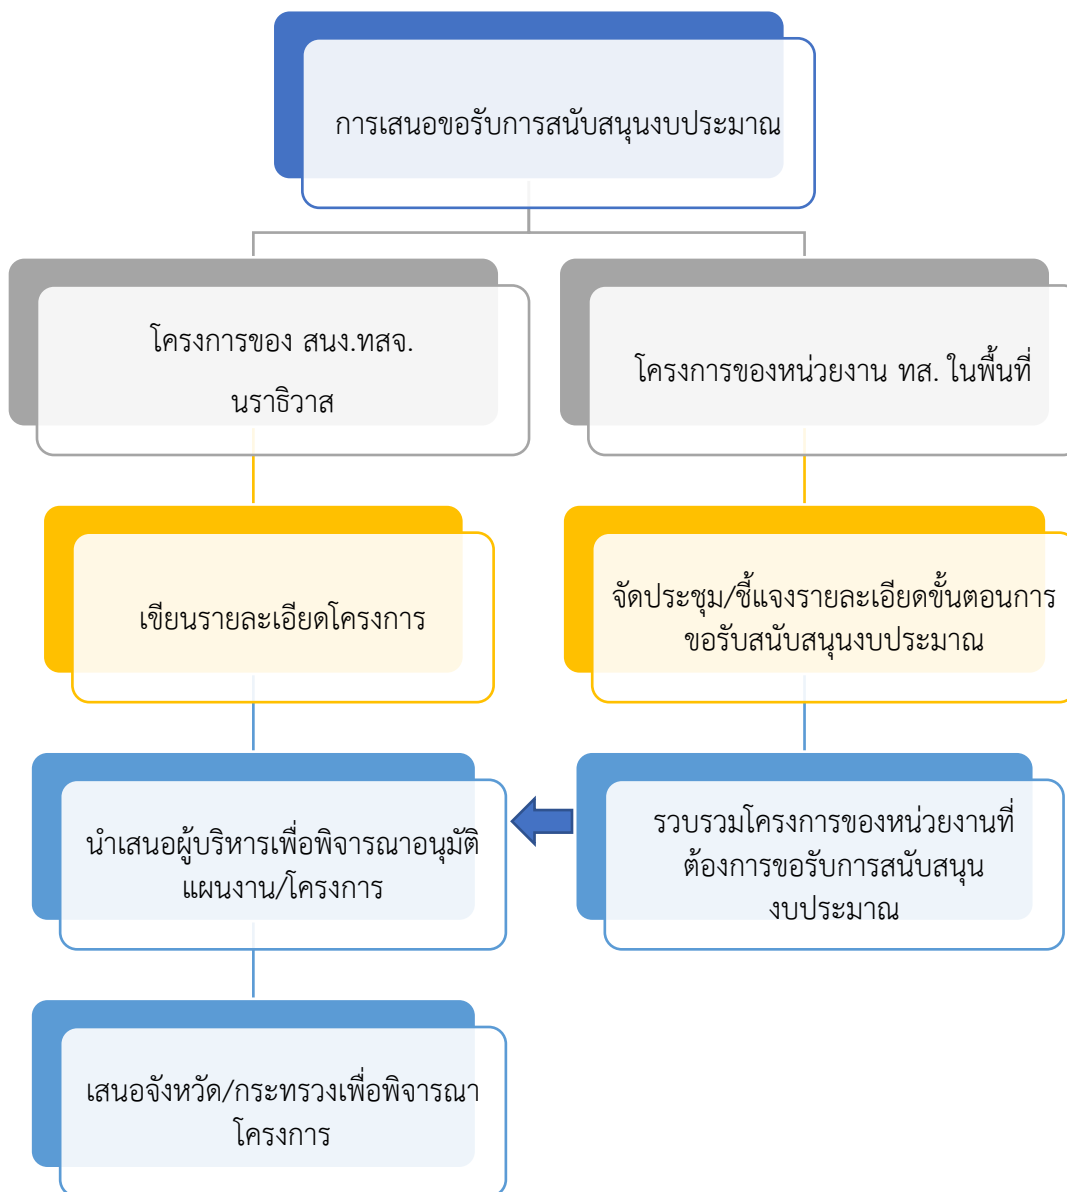 การเสนอขอรับการสนับสนุนงบประมาณ
โครงการของ สนง.ทสจ.
นราธิวาส
โครงการของหน่วยงาน ทส. ในพื้นที่
เขียนรายละเอียดโครงการ
จัดประชุม/ชี้แจงรายละเอียดขั้นตอนการ
ขอรับสนับสนุนงบประมาณ
นำเสนอผู้บริหารเพื่อพิจารณาอนุมัติ
แผนงาน/โครงการ
รวบรวมโครงการของหน่วยงานที่
ต้องการขอรับการสนับสนุน
งบประมาณ
เสนอจังหวัด/กระทรวงเพื่อพิจารณา
โครงการ